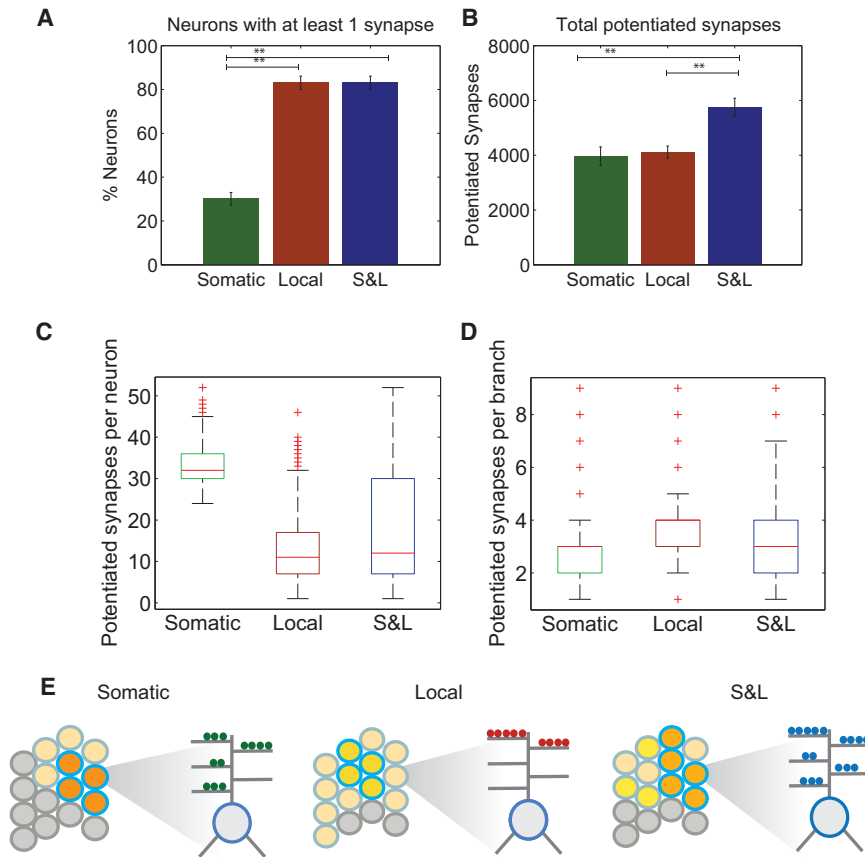 A
Neurons with at least 1 synapse
% Neurons
100
80
60
40
20
0
**
**
Somatic Local S&L
B
Total potentiated synapses
Potentiated Synapses
8000
6000
4000
2000
0
**
**
Somatic Local S&L
C
Potentiated synapses per neuron
50
40
30
20
10
0
Somatic Local S&L
D
Potentiated synapses per branch
8
6
4
2
Somatic Local S&L
E
Somatic Local S&L